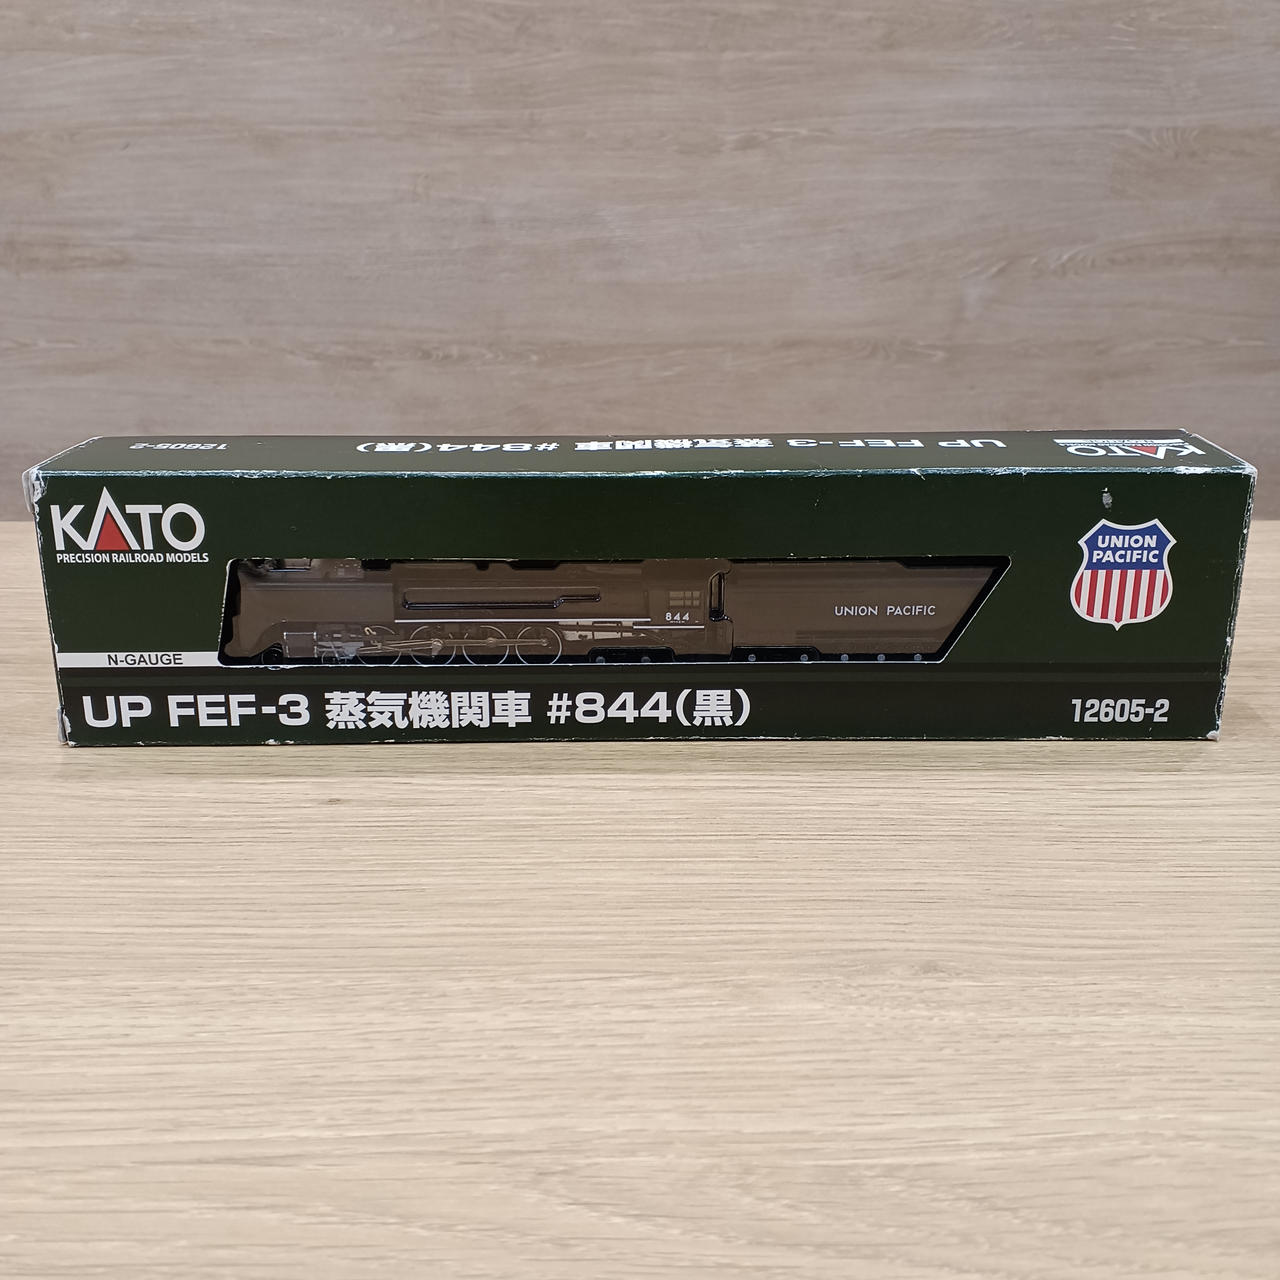 12605-2
UP FEF-3 蒸気機関車 #844(黒)
KATO
KATO
PRECISION RAILROAD MODELS
UNION
PACIFIC
844
UNION PACIFIC
N-GAUGE
UP FEF-3 蒸気機関車 #844(黒)
12605-2